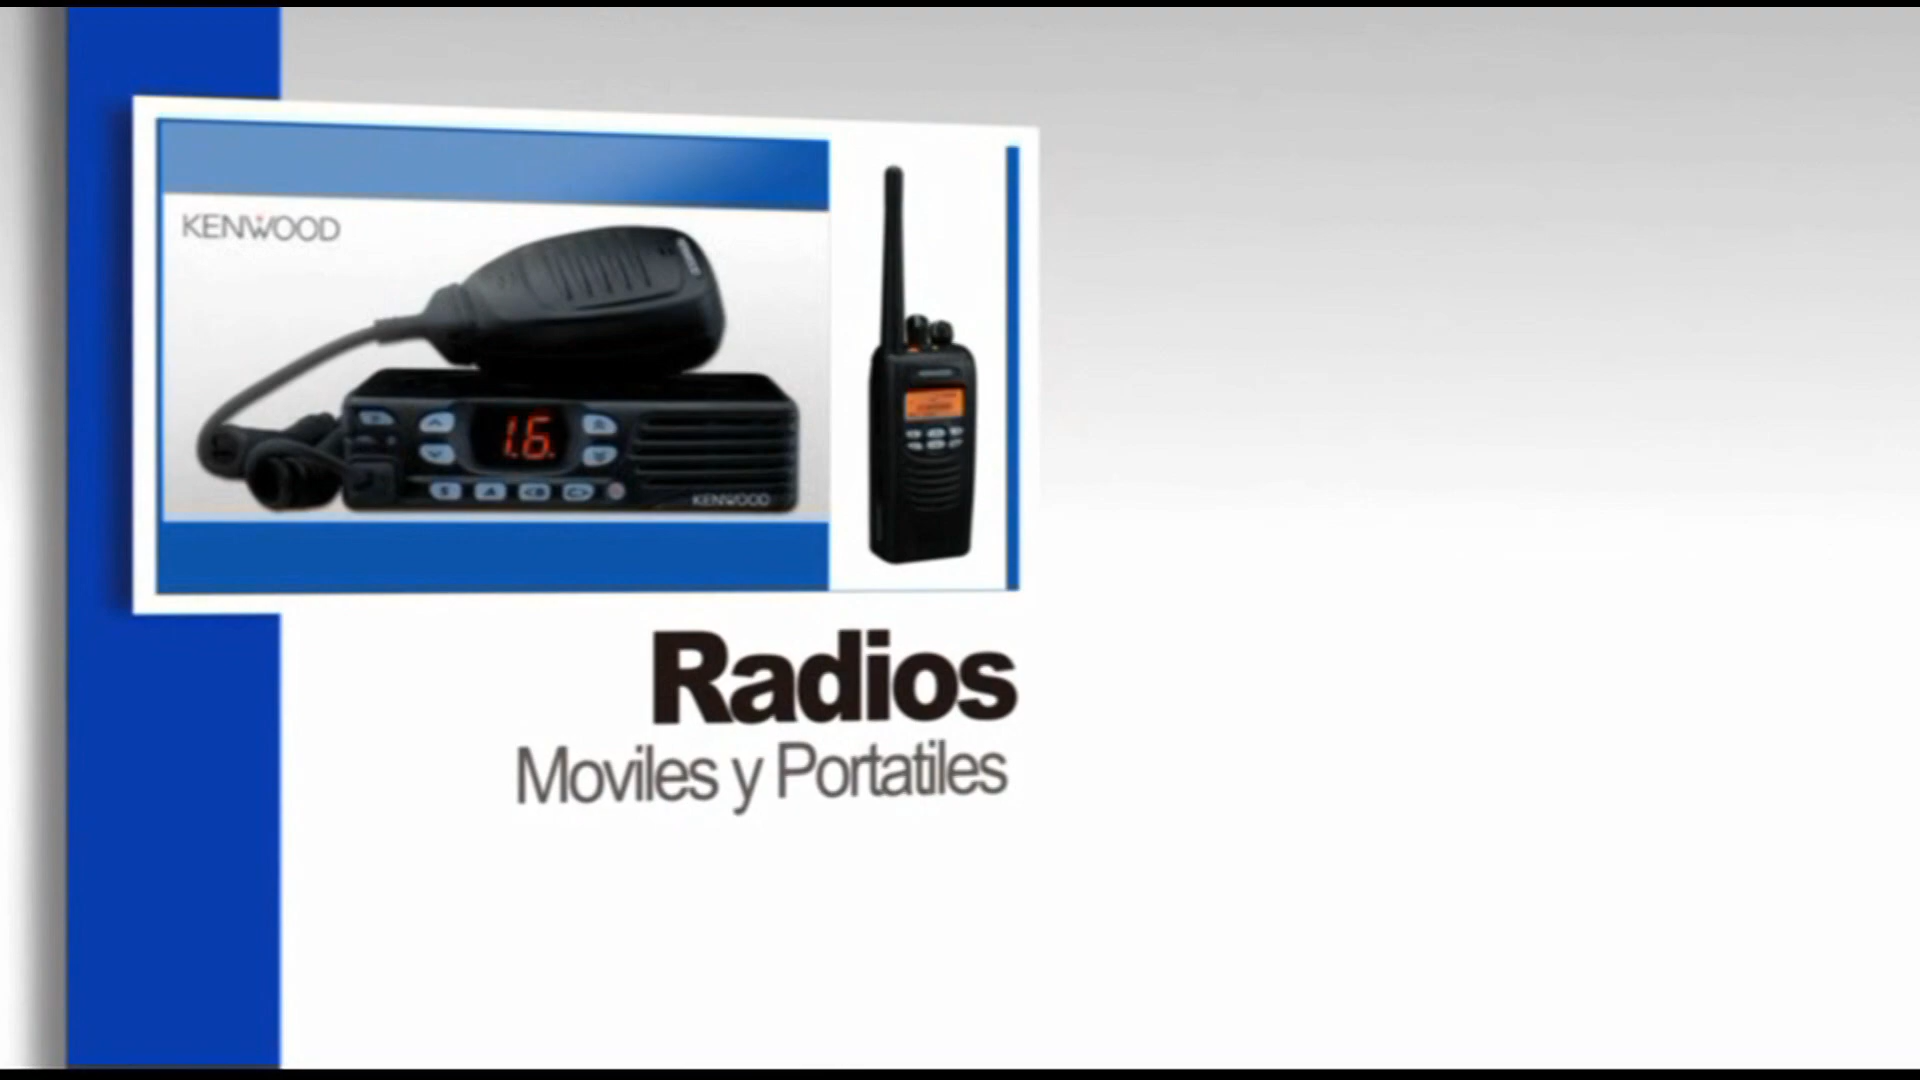 KENWOOD
1.6.
KENWOOD
Radios
Moviles y Portatiles